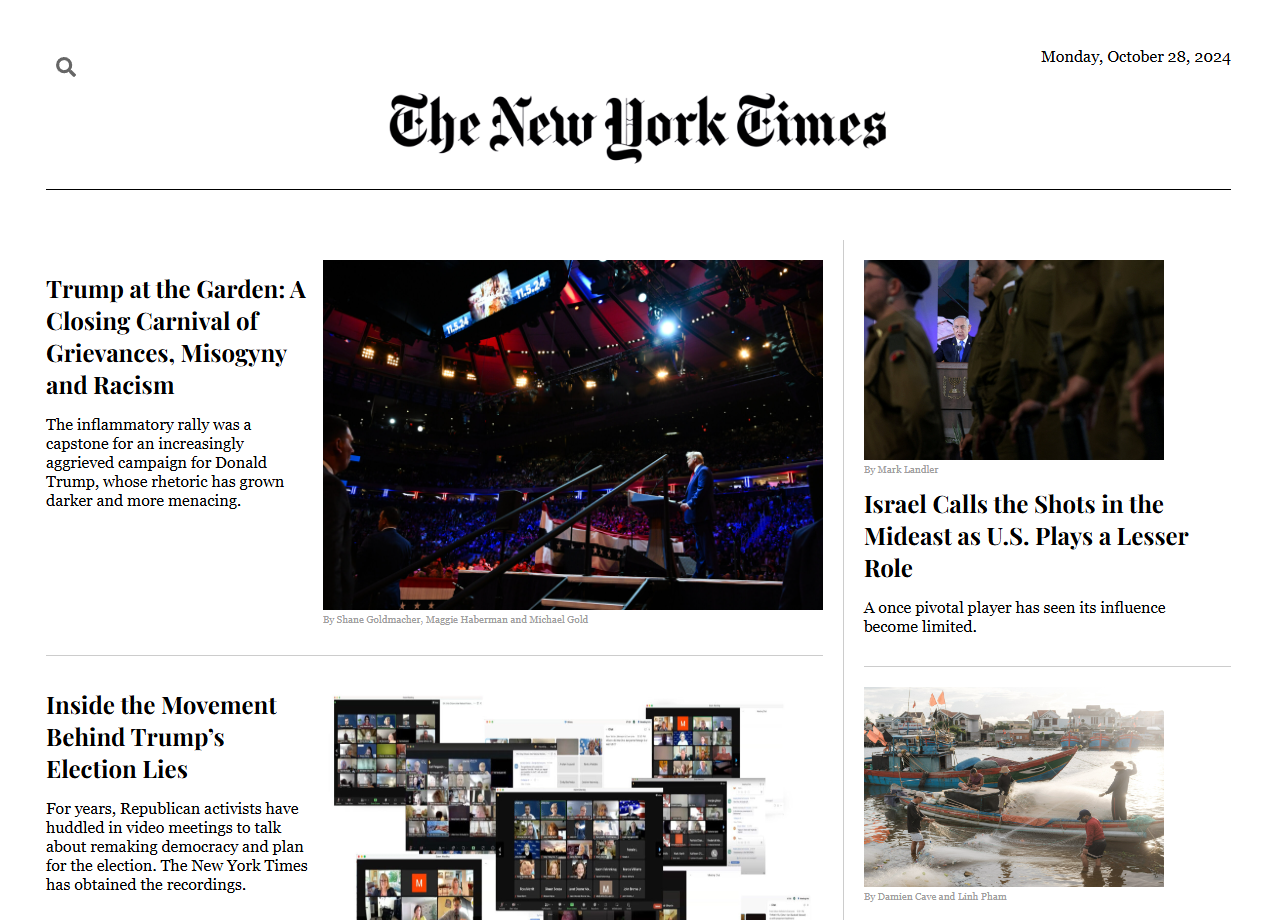 Monday, October 28, 2024
The New York Times
Trump at the Garden: A
Closing Carnival of
Grievances, Misogyny
and Racism
The inflammatory rally was a
capstone for an increasingly
aggrieved campaign for Donald
Trump, whose rhetoric has grown
darker and more menacing.
11.5.24
11.5.24
By Shane Goldmacher, Maggie Haberman and Michael Gold
By Mark Landler
Israel Calls the Shots in the
Mideast as U.S. Plays a Lesser
Role
A once pivotal player has seen its influence
become limited.
Inside the Movement
Behind Trump’s
Election Lies
For years, Republican activists have
huddled in video meetings to talk
about remaking democracy and plan
for the election. The New York Times
has obtained the recordings.
M
M
M
By Damien Cave and Linh Pham